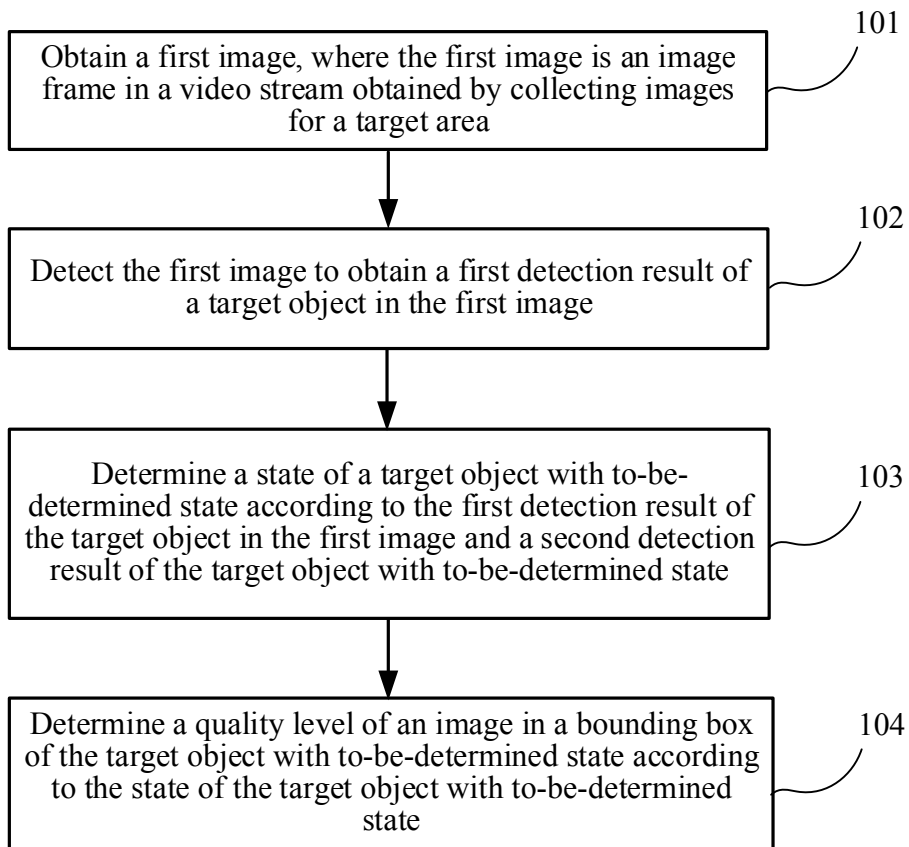 101
Obtain a first image, where the first image is an image
frame in a video stream obtained by collecting images
for a target area
102
Detect the first image to obtain a first detection result of
a target object in the first image
103
Determine a state of a target object with to-be-
determined state according to the first detection result of
the target object in the first image and a second detection
result of the target object with to-be-determined state
104
Determine a quality level of an image in a bounding box
of the target object with to-be-determined state according
to the state of the target object with to-be-determined
state